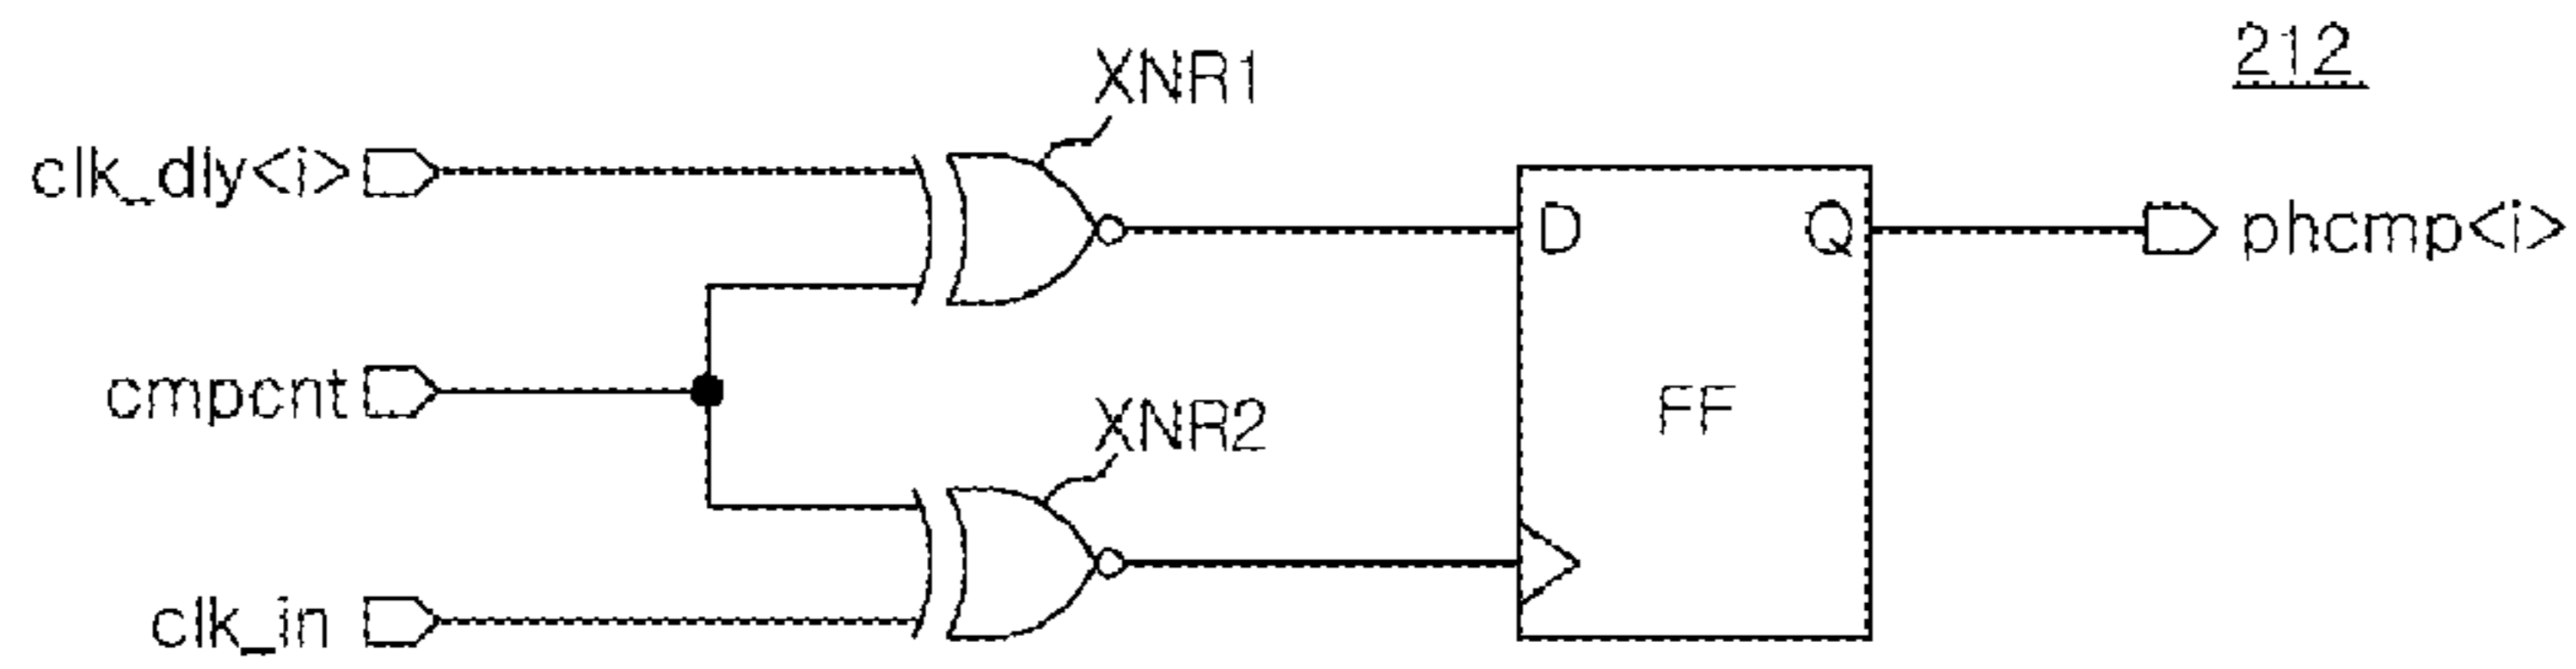 212
XNR1
clk_dly<i>
D
Q
phcmp<i>
cmpcnt
FF
XNR2
clk_in